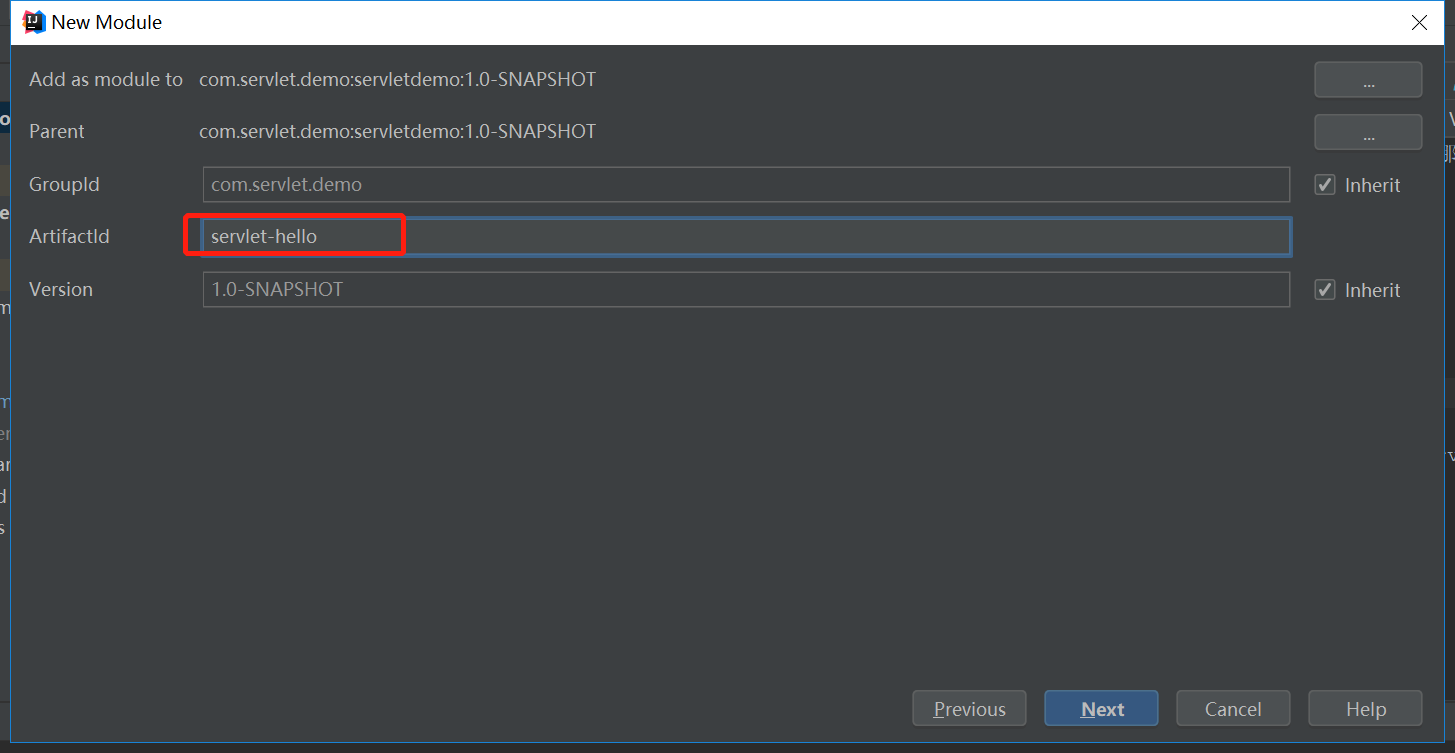 New Module
Add as module to com.servlet.demo:servletdemo:1.0-SNAPSHOT ...
Parent com.servlet.demo:servletdemo:1.0-SNAPSHOT ...
GroupId com.servlet.demo Inherit
ArtifactId servlet-hello
Version 1.0-SNAPSHOT Inherit
Previous Next Cancel Help